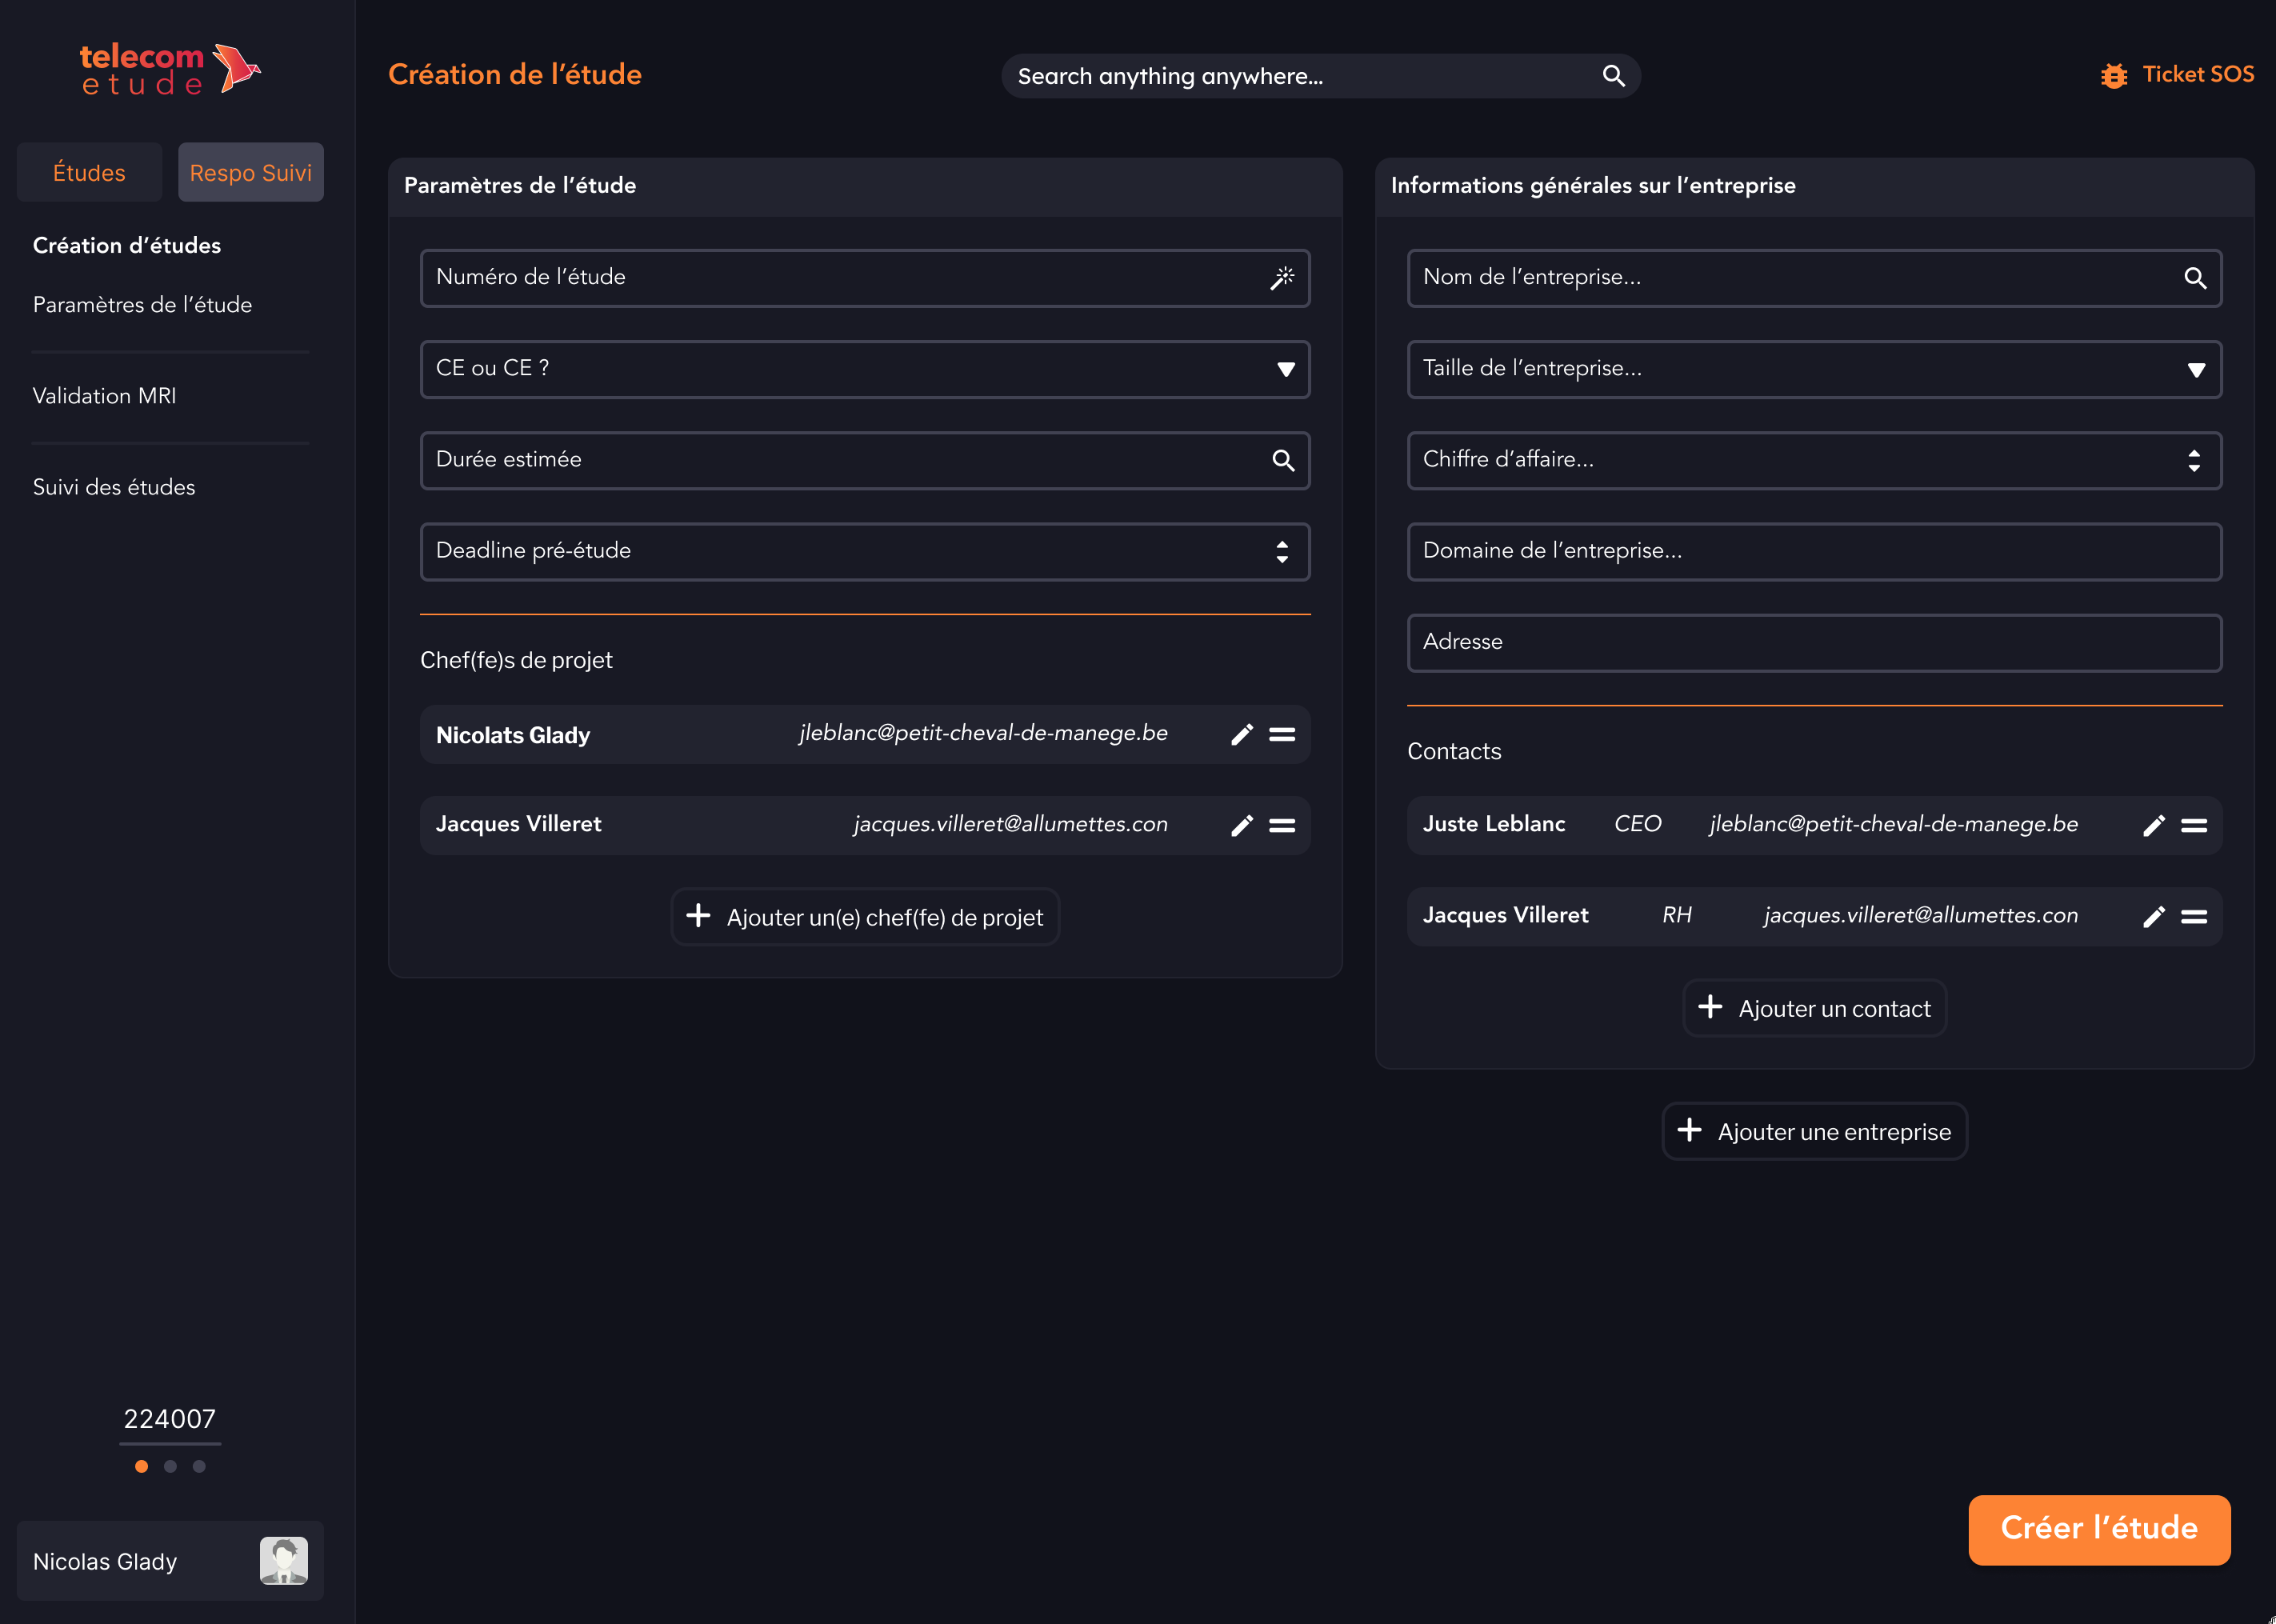 telecom
etude
Études
Respo Suivi
Création d’études
Paramètres de l’étude
Validation MRI
Suivi des études
224007
Nicolas Glady
Création de l’étude
Search anything anywhere...
Ticket SOS
Paramètres de l’étude
Numéro de l’étude
CE ou CE ?
Durée estimée
Deadline pré-étude
Chef(fe)s de projet
Nicolats Glady jleblanc@petit-cheval-de-manege.be
Jacques Villeret jacques.villeret@allumettes.con
Ajouter un(e) chef(fe) de projet
Informations générales sur l’entreprise
Nom de l’entreprise...
Taille de l’entreprise...
Chiffre d’affaire...
Domaine de l’entreprise...
Adresse
Contacts
Juste Leblanc CEO jleblanc@petit-cheval-de-manege.be
Jacques Villeret RH jacques.villeret@allumettes.con
Ajouter un contact
Ajouter une entreprise
Créer l’étude